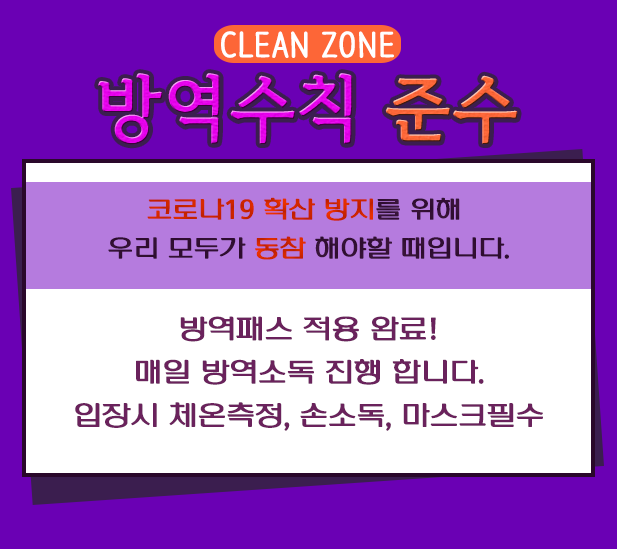 CLEAN ZONE
방역수칙 준수
코로나19 확산 방지를 위해
우리 모두가 동참 해야할 때입니다.
방역패스 적용 완료!
매일 방역소독 진행 합니다.
입장시 체온측정, 손소독, 마스크필수